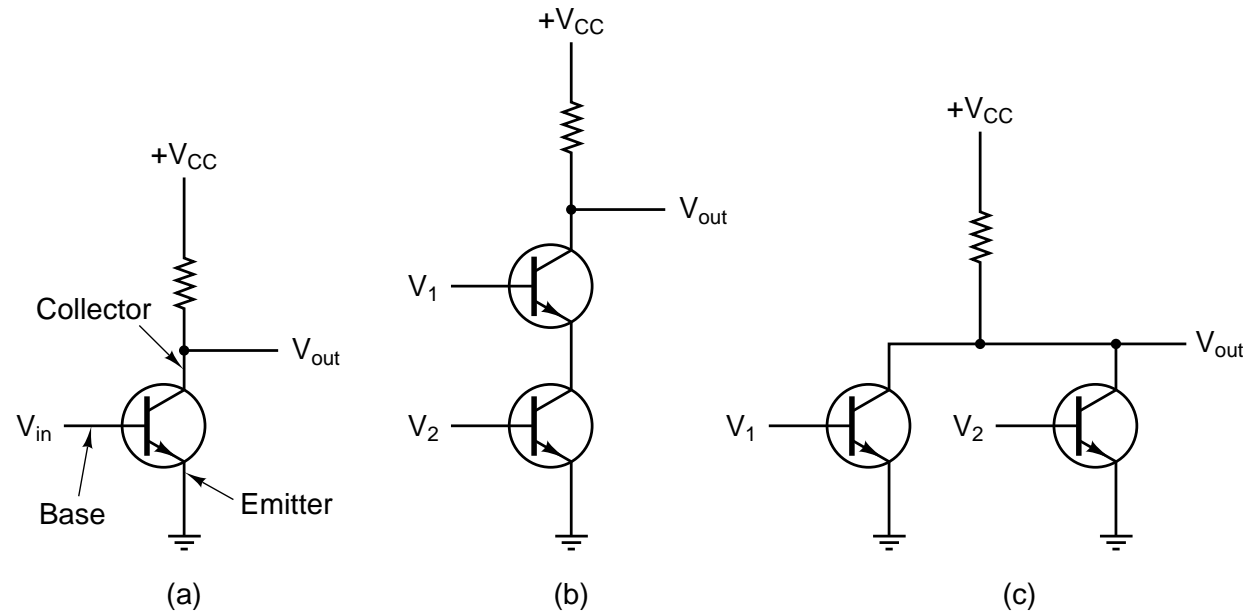 +VCC
Collector
Vout
Vin
Base
Emitter
(a)
+VCC
Vout
V1
V2
(b)
+VCC
Vout
V1
V2
(c)